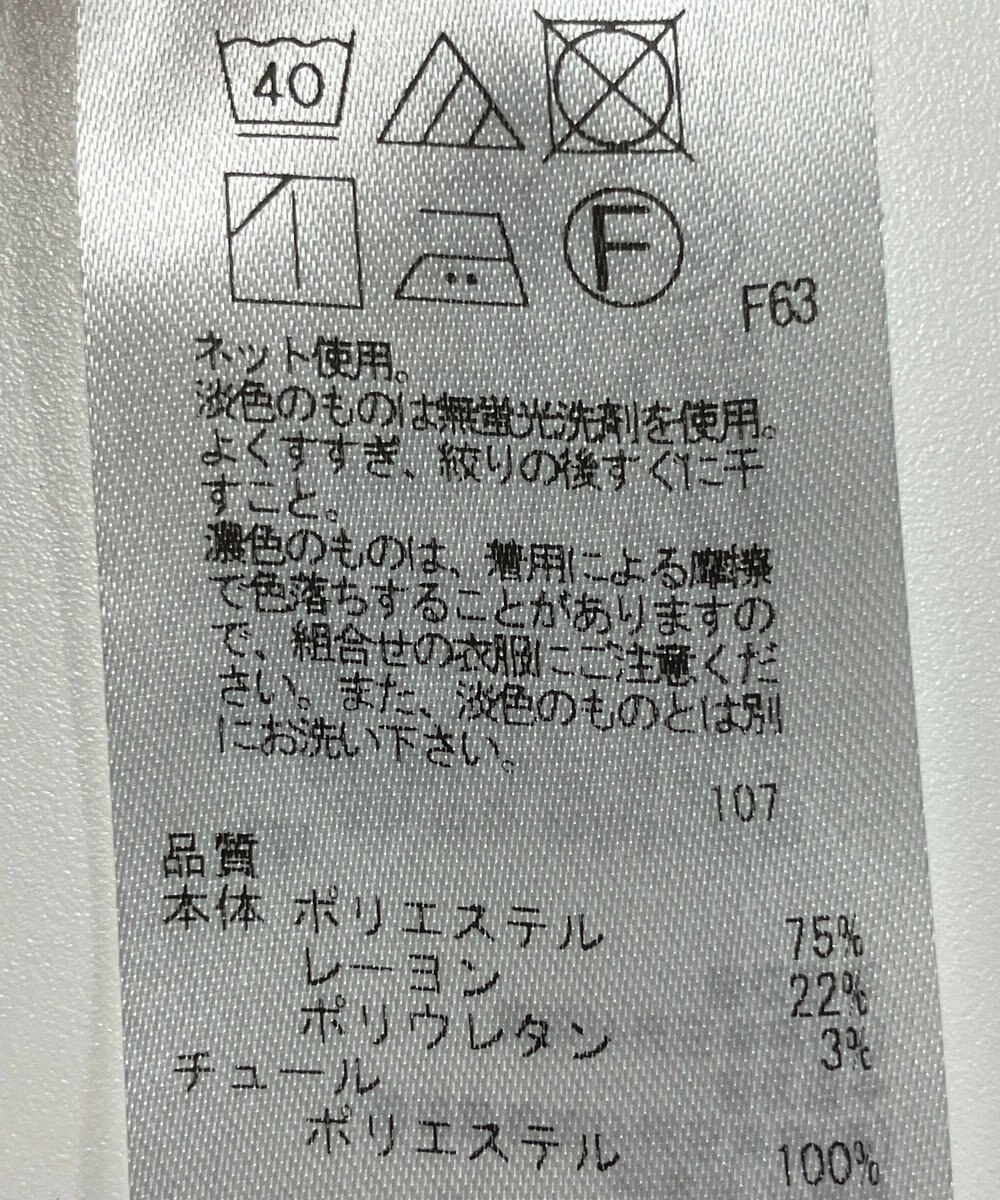 40
F
F63
ネット使用。
淡色のものは無蛍光洗剤を使用。
よくすすぎ、絞りの後すぐに干
すこと。
濃色のものは、着用による摩擦
で色落ちすることがありますの
で、組合せの衣服にご注意くだ
さい。また、淡色のものとは別
にお洗い下さい。
107
品質
本体 ポリエステル 75%
レーヨン 22%
ポリウレタン 3%
チュール
ポリエステル 100%